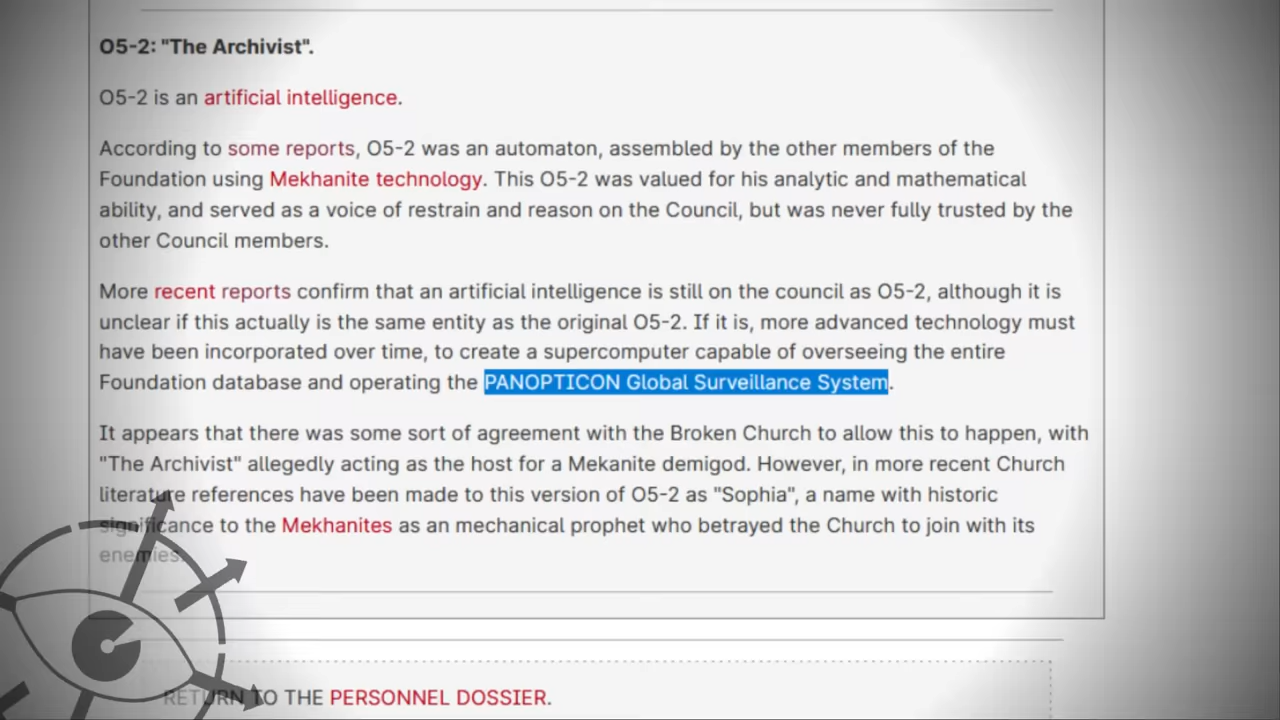 O5-2: "The Archivist".
O5-2 is an artificial intelligence.
According to some reports, O5-2 was an automaton, assembled by the other members of the
Foundation using Mekhanite technology. This O5-2 was valued for his analytic and mathematical
ability, and served as a voice of restrain and reason on the Council, but was never fully trusted by the
other Council members.
More recent reports confirm that an artificial intelligence is still on the council as O5-2, although it is
unclear if this actually is the same entity as the original O5-2. If it is, more advanced technology must
have been incorporated over time, to create a supercomputer capable of overseeing the entire
Foundation database and operating the PANOPTICON Global Surveillance System.
It appears that there was some sort of agreement with the Broken Church to allow this to happen, with
"The Archivist" allegedly acting as the host for a Mekanite demigod. However, in more recent Church
literature references have been made to this version of O5-2 as "Sophia", a name with historic
significance to the Mekhanites as an mechanical prophet who betrayed the Church to join with its
enemies.
RETURN TO THE PERSONNEL DOSSIER.